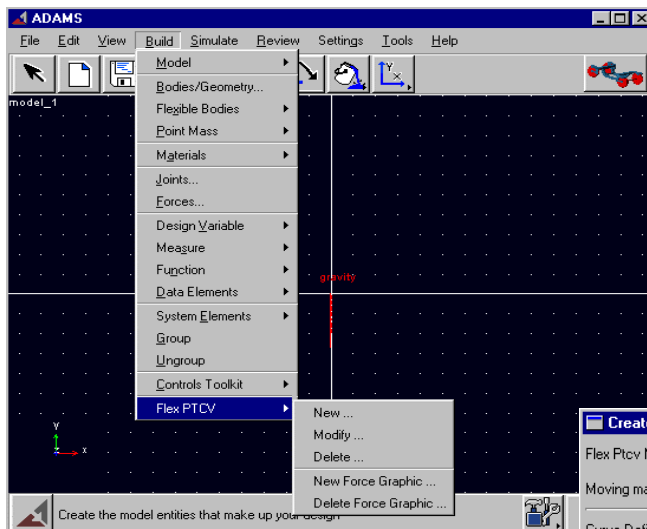 ADAMS
File Edit View Build Simulate Review Settings Tools Help
model_1
Model
Bodies/Geometry...
Flexible Bodies
Point Mass
Materials
Joints...
Forces...
Design Variable
Measure
Function
Data Elements
System Elements
Group
Ungroup
Controls Toolkit
Flex PTCV
New ...
Modify ...
Delete ...
New Force Graphic ...
Delete Force Graphic ...
Y
X
gravity
Y
x
Creat
Flex Ptcv
Moving ma
Create the model entities that make up your design